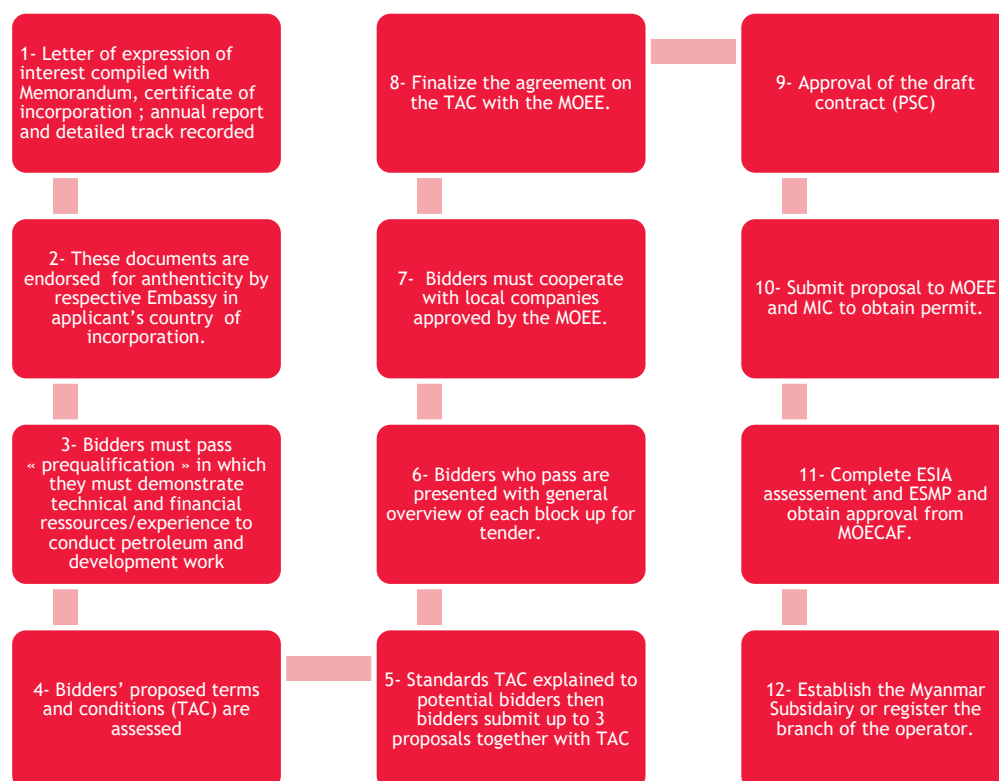 1- Letter of expression of
interest compiled with
Memorandum, certificate of
incorporation ; annual report
and detailed track recorded
2- These documents are
endorsed for anthenticity by
respective Embassy in
applicant's country of
incorporation.
3- Bidders must pass
« prequalification » in which
they must demonstrate
technical and financial
ressources/experience to
conduct petroleum and
development work
4- Bidders' proposed terms
and conditions (TAC) are
assessed
5- Standards TAC explained to
potential bidders then
bidders submit up to 3
proposals together with TAC
6- Bidders who pass are
presented with general
overview of each block up for
tender.
7- Bidders must cooperate
with local companies
approved by the MOEE.
8- Finalize the agreement on
the TAC with the MOEE.
9- Approval of the draft
contract (PSC)
10- Submit proposal to MOEE
and MIC to obtain permit.
11- Complete ESIA
assessement and ESMP and
obtain approval from
MOECAF.
12- Establish the Myanmar
Subsidairy or register the
branch of the operator.